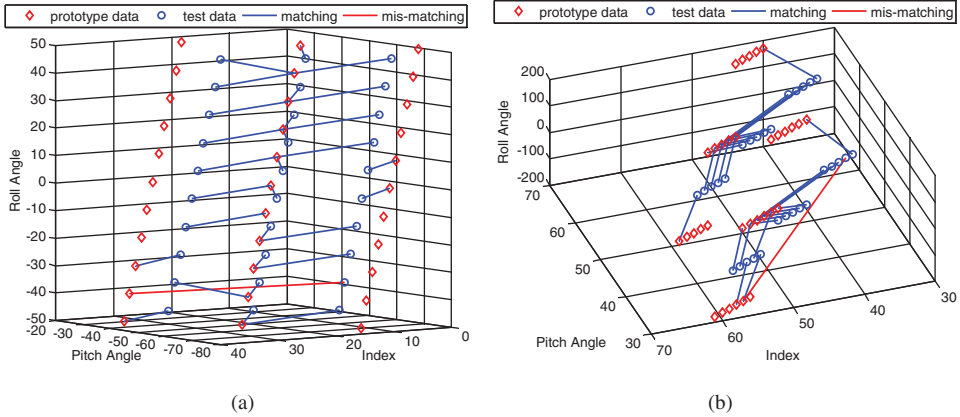 prototype data test data matching mis-matching
50
40
30
20
10
0
-10
-20
-30
-40
-50
Roll Angle
-20 -30 -40 -50 -60 -70 -80
Pitch Angle
40 30 20 10 0
Index
(a)
prototype data test data matching mis-matching
200
100
0
-100
-200
Roll Angle
70
60
50
40
30
Pitch Angle
70 60 50 40 30
Index
(b)